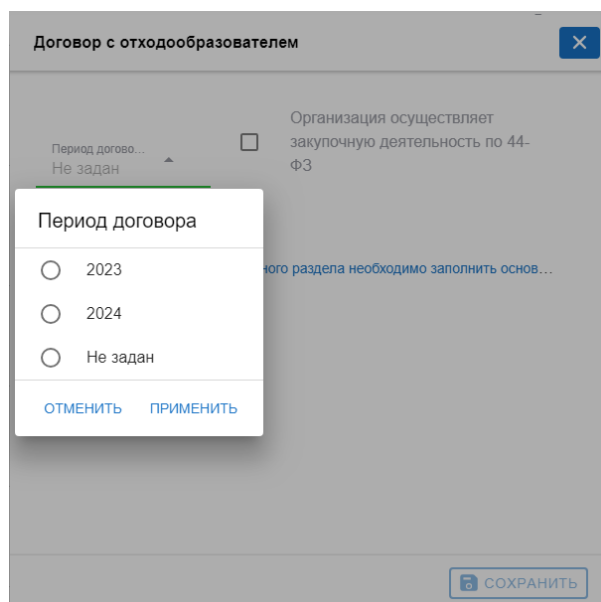 Договор с отходообразователем
Организация осуществляет
закупочную деятельность по 44-
ФЗ
Период догово...
Не задан
Период договора
2023
2024
Не задан
ОТМЕНИТЬ ПРИМЕНИТЬ
раздела необходимо заполнить основ...
СОХРАНИТЬ